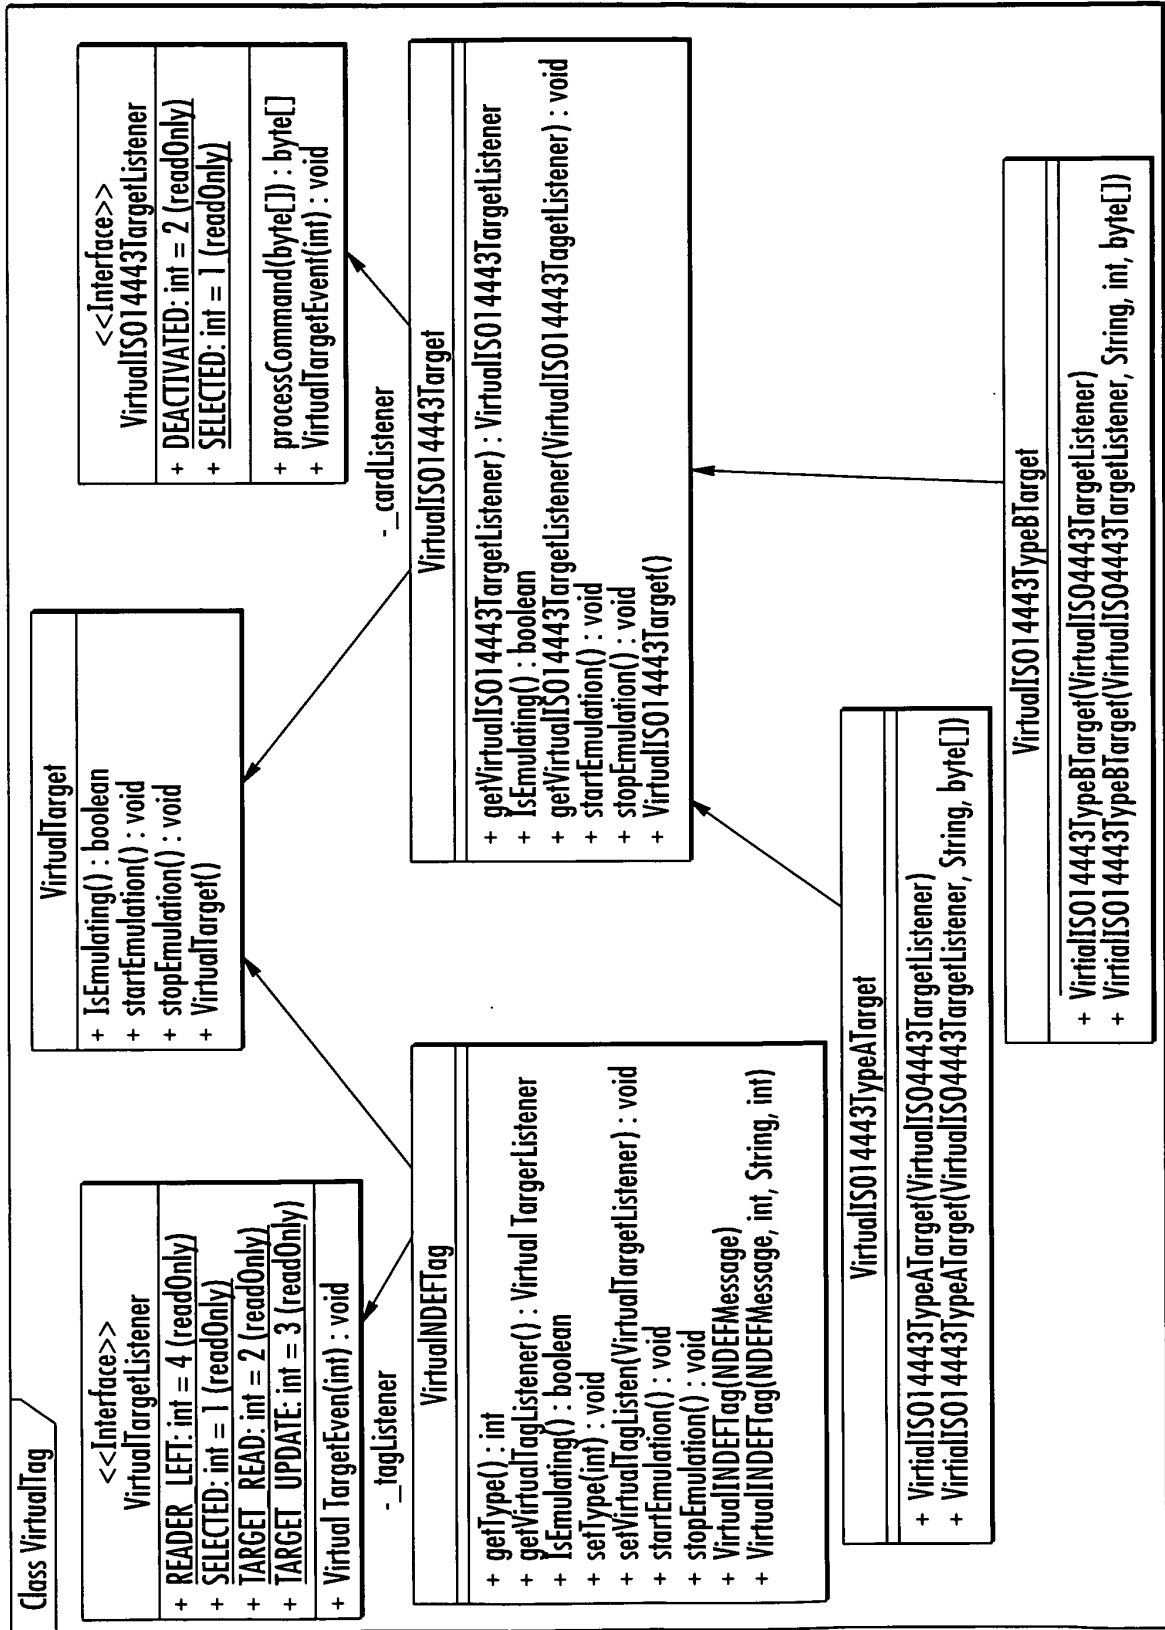 Class VirtualTag
<<Interface>>
VirtualTargetListener
+ READER_LEFT: int = 4 (readOnly)
+ SELECTED: int = 1 (readOnly)
+ TARGET_READ: int = 2 (readOnly)
+ TARGET_UPDATE: int = 3 (readOnly)
+ Virtual TargetEven(int) : void
VirtualTarget
+ IsEmulating() : boolean
+ startEmulation() : void
+ stopEmulation() : void
+ VirtualTarget()
<<Interface>>
VirtualISO14443TargetListener
+ DEACTIVATED: int = 2 (readOnly)
+ SELECTED: int = 1 (readOnly)
+ processCommand(byte[]) : byte[]
+ VirtualTargetEvent(int) : void
-_tagListener
-_cardListener
VirtualNDEFTag
+ getType() : int
+ getVirtualTagListener() : Virtual TargerListener
+ IsEmulating() : boolean
+ setType(int) : void
+ setVirtualTagListen(VirtualTargetListener) : void
+ startEmulation() : void
+ stopEmulation() : void
+ VirtualINDEFTag(NDEFMessage)
+ VirtualINDEFTag(NDEFMessage, int, String, int)
VirtualISO14443Target
+ getVirtualISO14443TargetListener) : VirtualISO14443TargetListener
+ IsEmulating() : boolean
+ getVirtualISO14443TargetListener(VirtualISO14443TagetListener) : void
+ startEmulation() : void
+ stopEmulation() : void
+ VirtualISO14443Target()
VirtualISO14443TypeATarget
+ VirtialISO14443TypeATarget(VirtualISO4443TargetListener)
+ VirtialISO14443TypeATarget(VirtualISO4443TargetListener, String, byte[])
VirtualISO14443TypeBTarget
+ VirtialISO14443TypeBTarget(VirtualISO4443TargetListener)
+ VirtialISO14443TypeBTarget(VirtualISO4443TargetListener, String, int, byte[])